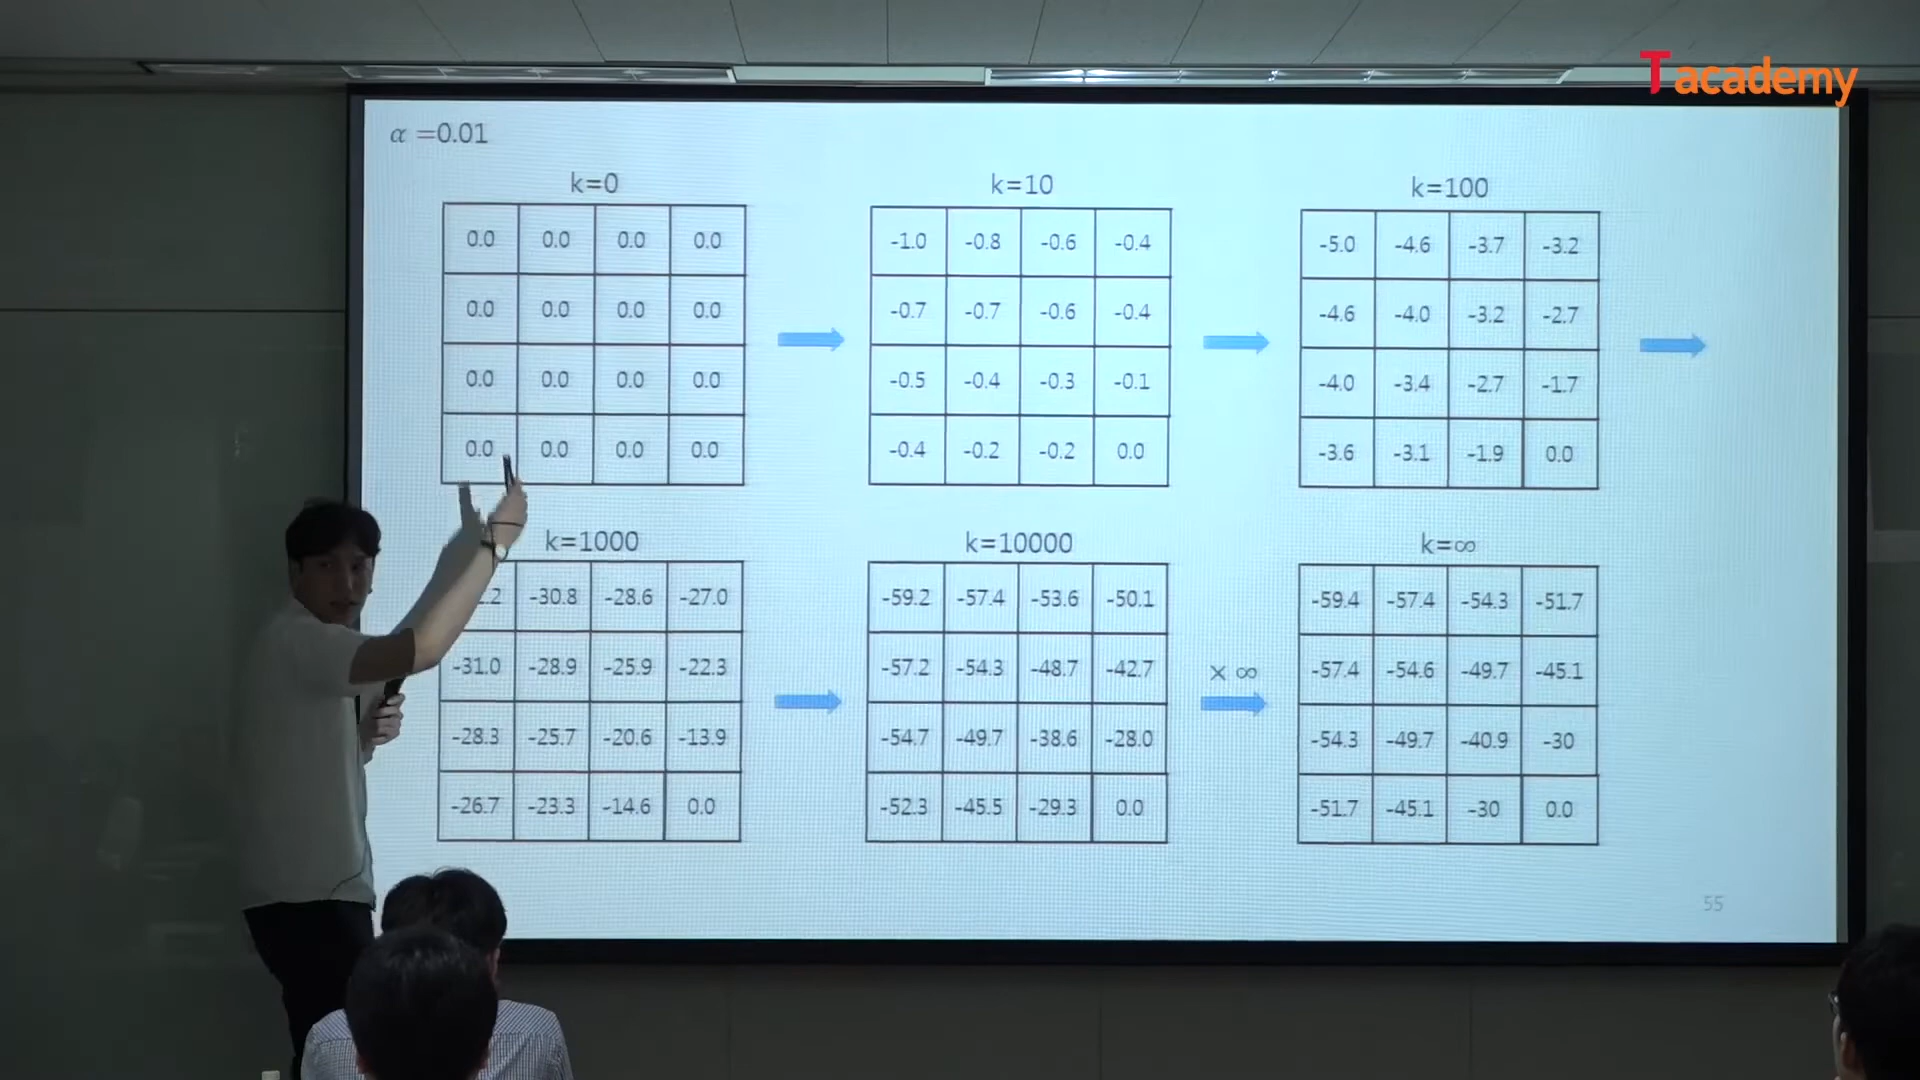 Tacademy
α =0.01
k=0
0.0 0.0 0.0 0.0
0.0 0.0 0.0 0.0
0.0 0.0 0.0 0.0
0.0 0.0 0.0 0.0
k=10
-1.0 -0.8 -0.6 -0.4
-0.7 -0.7 -0.6 -0.4
-0.5 -0.4 -0.3 -0.1
-0.4 -0.2 -0.2 0.0
k=100
-5.0 -4.6 -3.7 -3.2
-4.6 -4.0 -3.2 -2.7
-4.0 -3.4 -2.7 -1.7
-3.6 -3.1 -1.9 0.0
k=1000
-30.8 -28.6 -27.0
-31.0 -28.9 -25.9 -22.3
-28.3 -25.7 -20.6 -13.9
-26.7 -23.3 -14.6 0.0
k=10000
-59.2 -57.4 -53.6 -50.1
-57.2 -54.3 -48.7 -42.7
-54.7 -49.7 -38.6 -28.0
-52.3 -45.5 -29.3 0.0
× ∞
k=∞
-59.4 -57.4 -54.3 -51.7
-57.4 -54.6 -49.7 -45.1
-54.3 -49.7 -40.9 -30
-51.7 -45.1 -30 0.0
55